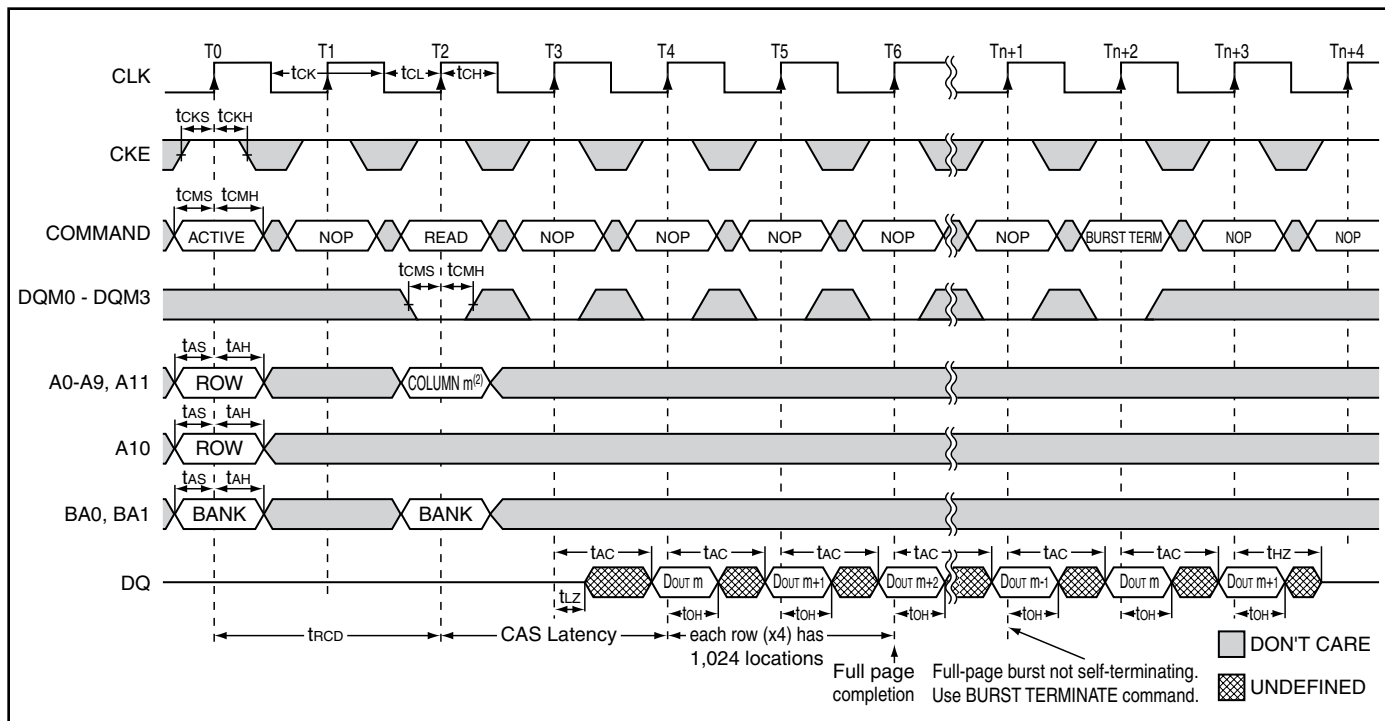 T0 T1 T2 T3 T4 T5 T6 Tn+1 Tn+2 Tn+3 Tn+4
CLK tCK tCL tCH
tCKS tCKH
CKE
tCMS tCMH
COMMAND ACTIVE NOP READ NOP NOP NOP NOP NOP BURST TERM NOP NOP
tCMS tCMH
DQM0 - DQM3
tAS tAH
A0-A9, A11 ROW COLUMN m(2)
tAS tAH
A10 ROW
tAS tAH
BA0, BA1 BANK BANK
tAC tAC tAC tAC tAC tAC tHZ
DQ DOUT m DOUT m+1 DOUT m+2 DOUT m-1 DOUT m DOUT m+1
tLZ tOH tOH tOH tOH tOH tOH
tRCD CAS Latency each row (x4) has
1,024 locations
Full page
completion
Full-page burst not self-terminating.
Use BURST TERMINATE command.
DON'T CARE
UNDEFINED